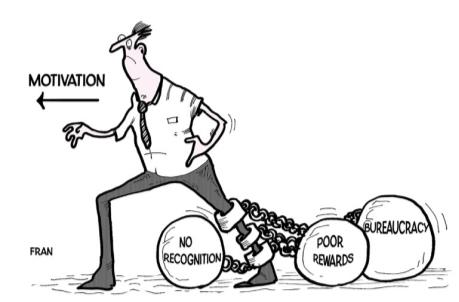 MOTIVATION
NO
RECOGNITION
POOR
REWARDS
BUREAUCRACY
FRAN